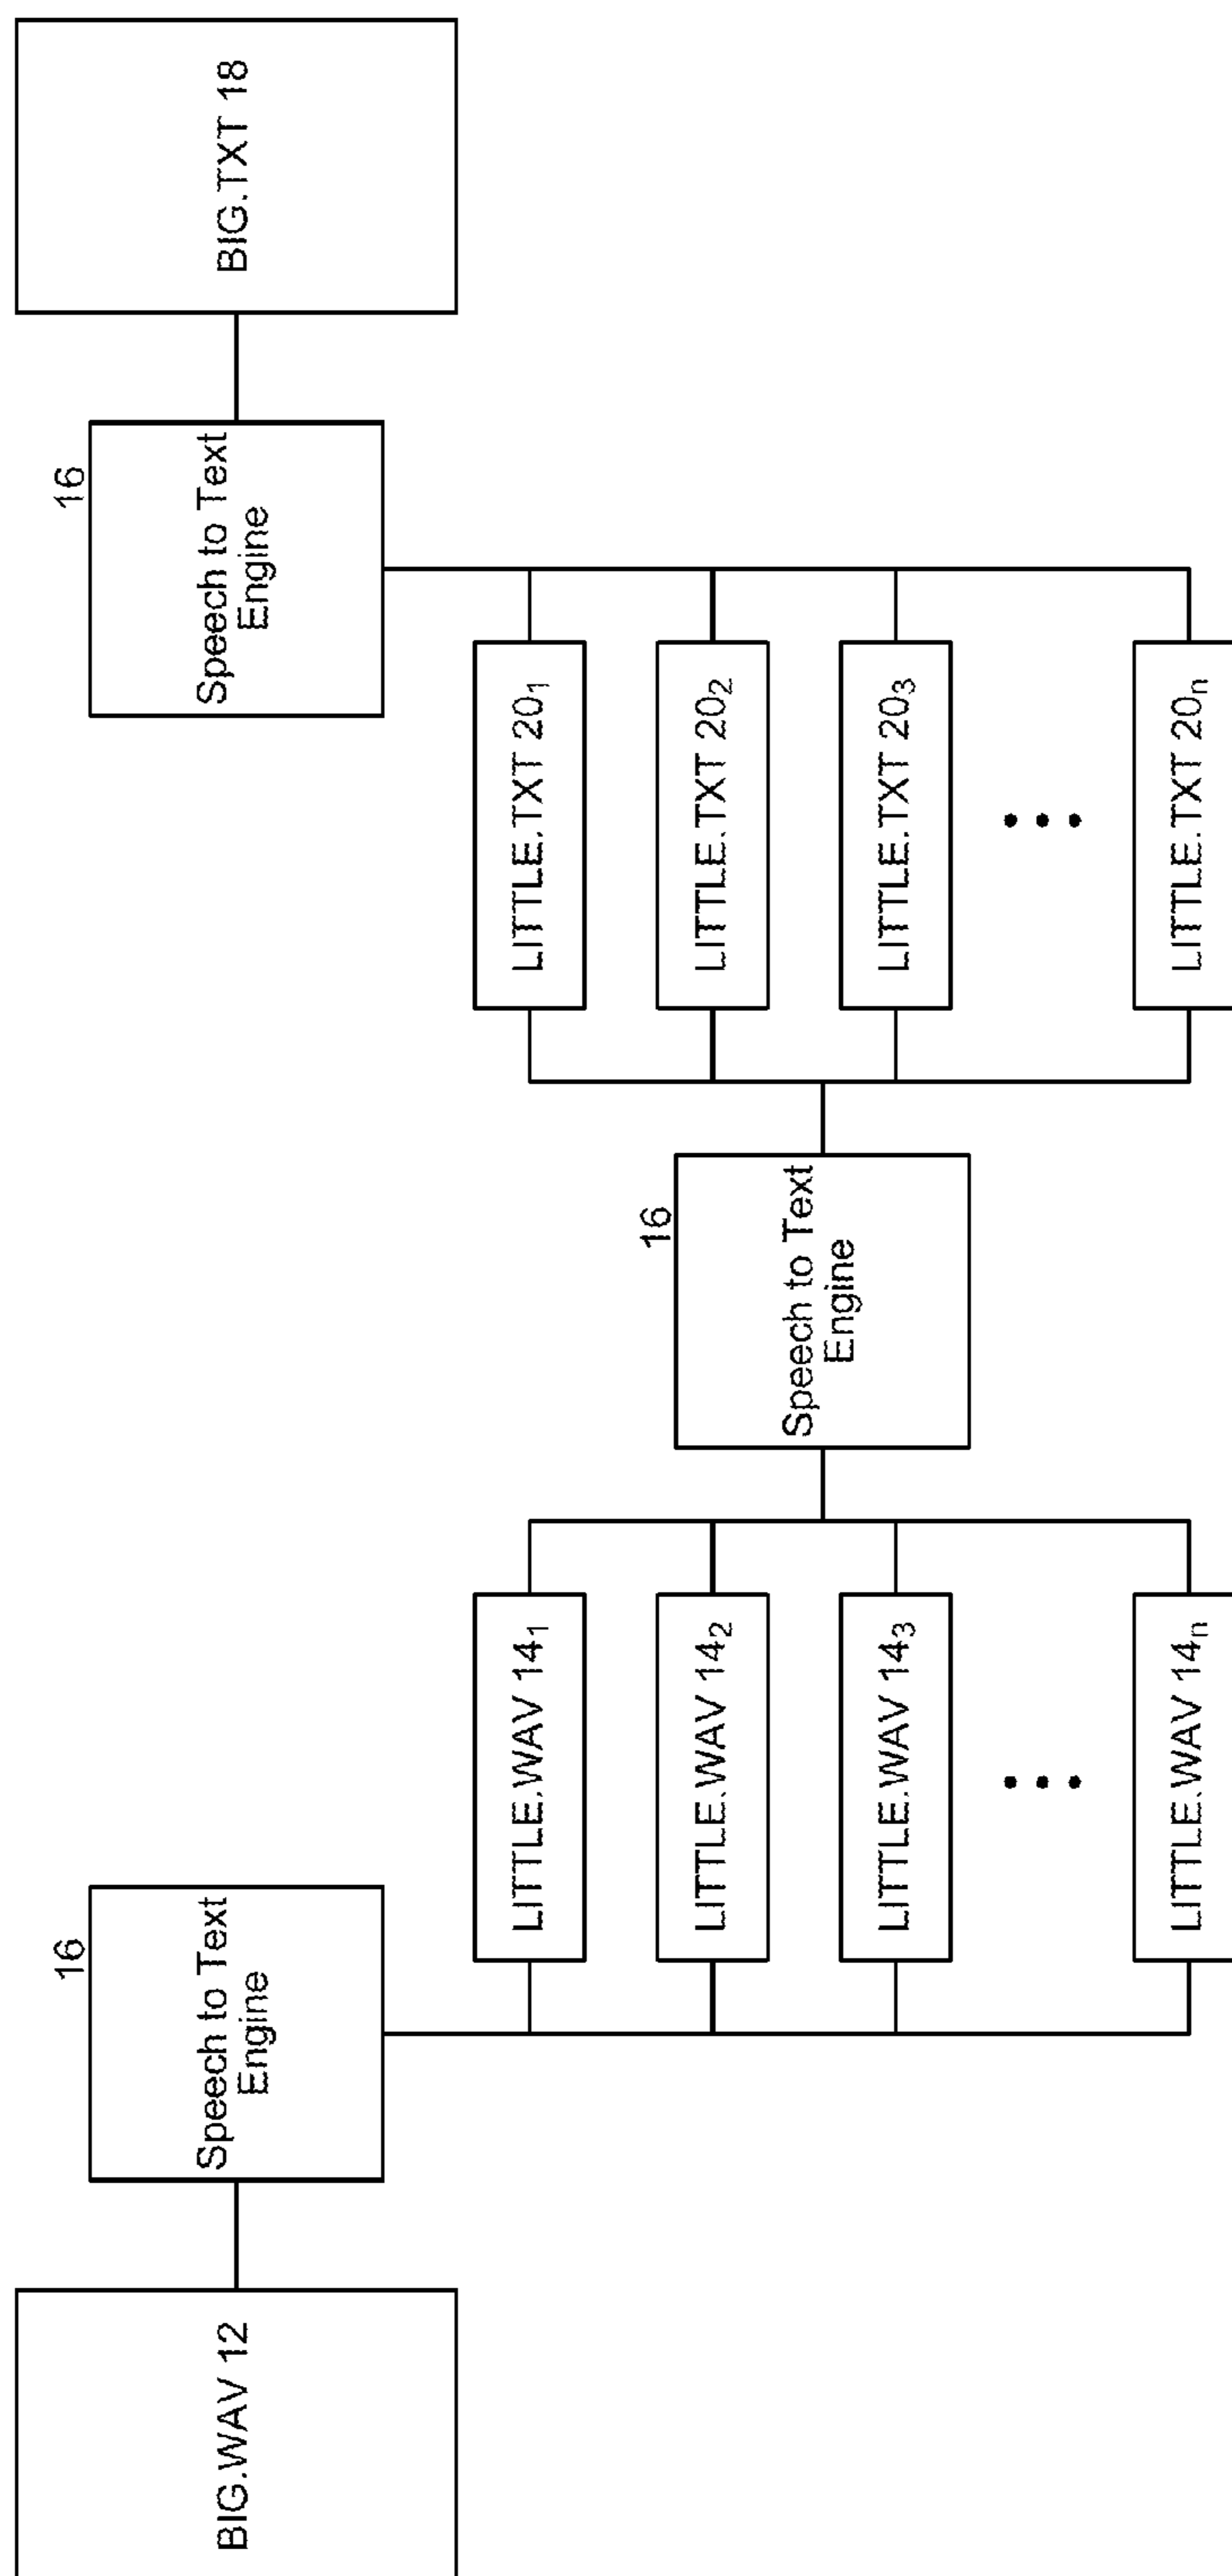 BIG.WAV 12
16
Speech to Text
Engine
LITTLE.WAV 14₁
LITTLE.WAV 14₂
LITTLE.WAV 14₃
LITTLE.WAV 14ₙ
16
Speech to Text
Engine
LITTLE.TXT 20₁
LITTLE.TXT 20₂
LITTLE.TXT 20₃
LITTLE.TXT 20ₙ
16
Speech to Text
Engine
BIG.TXT 18